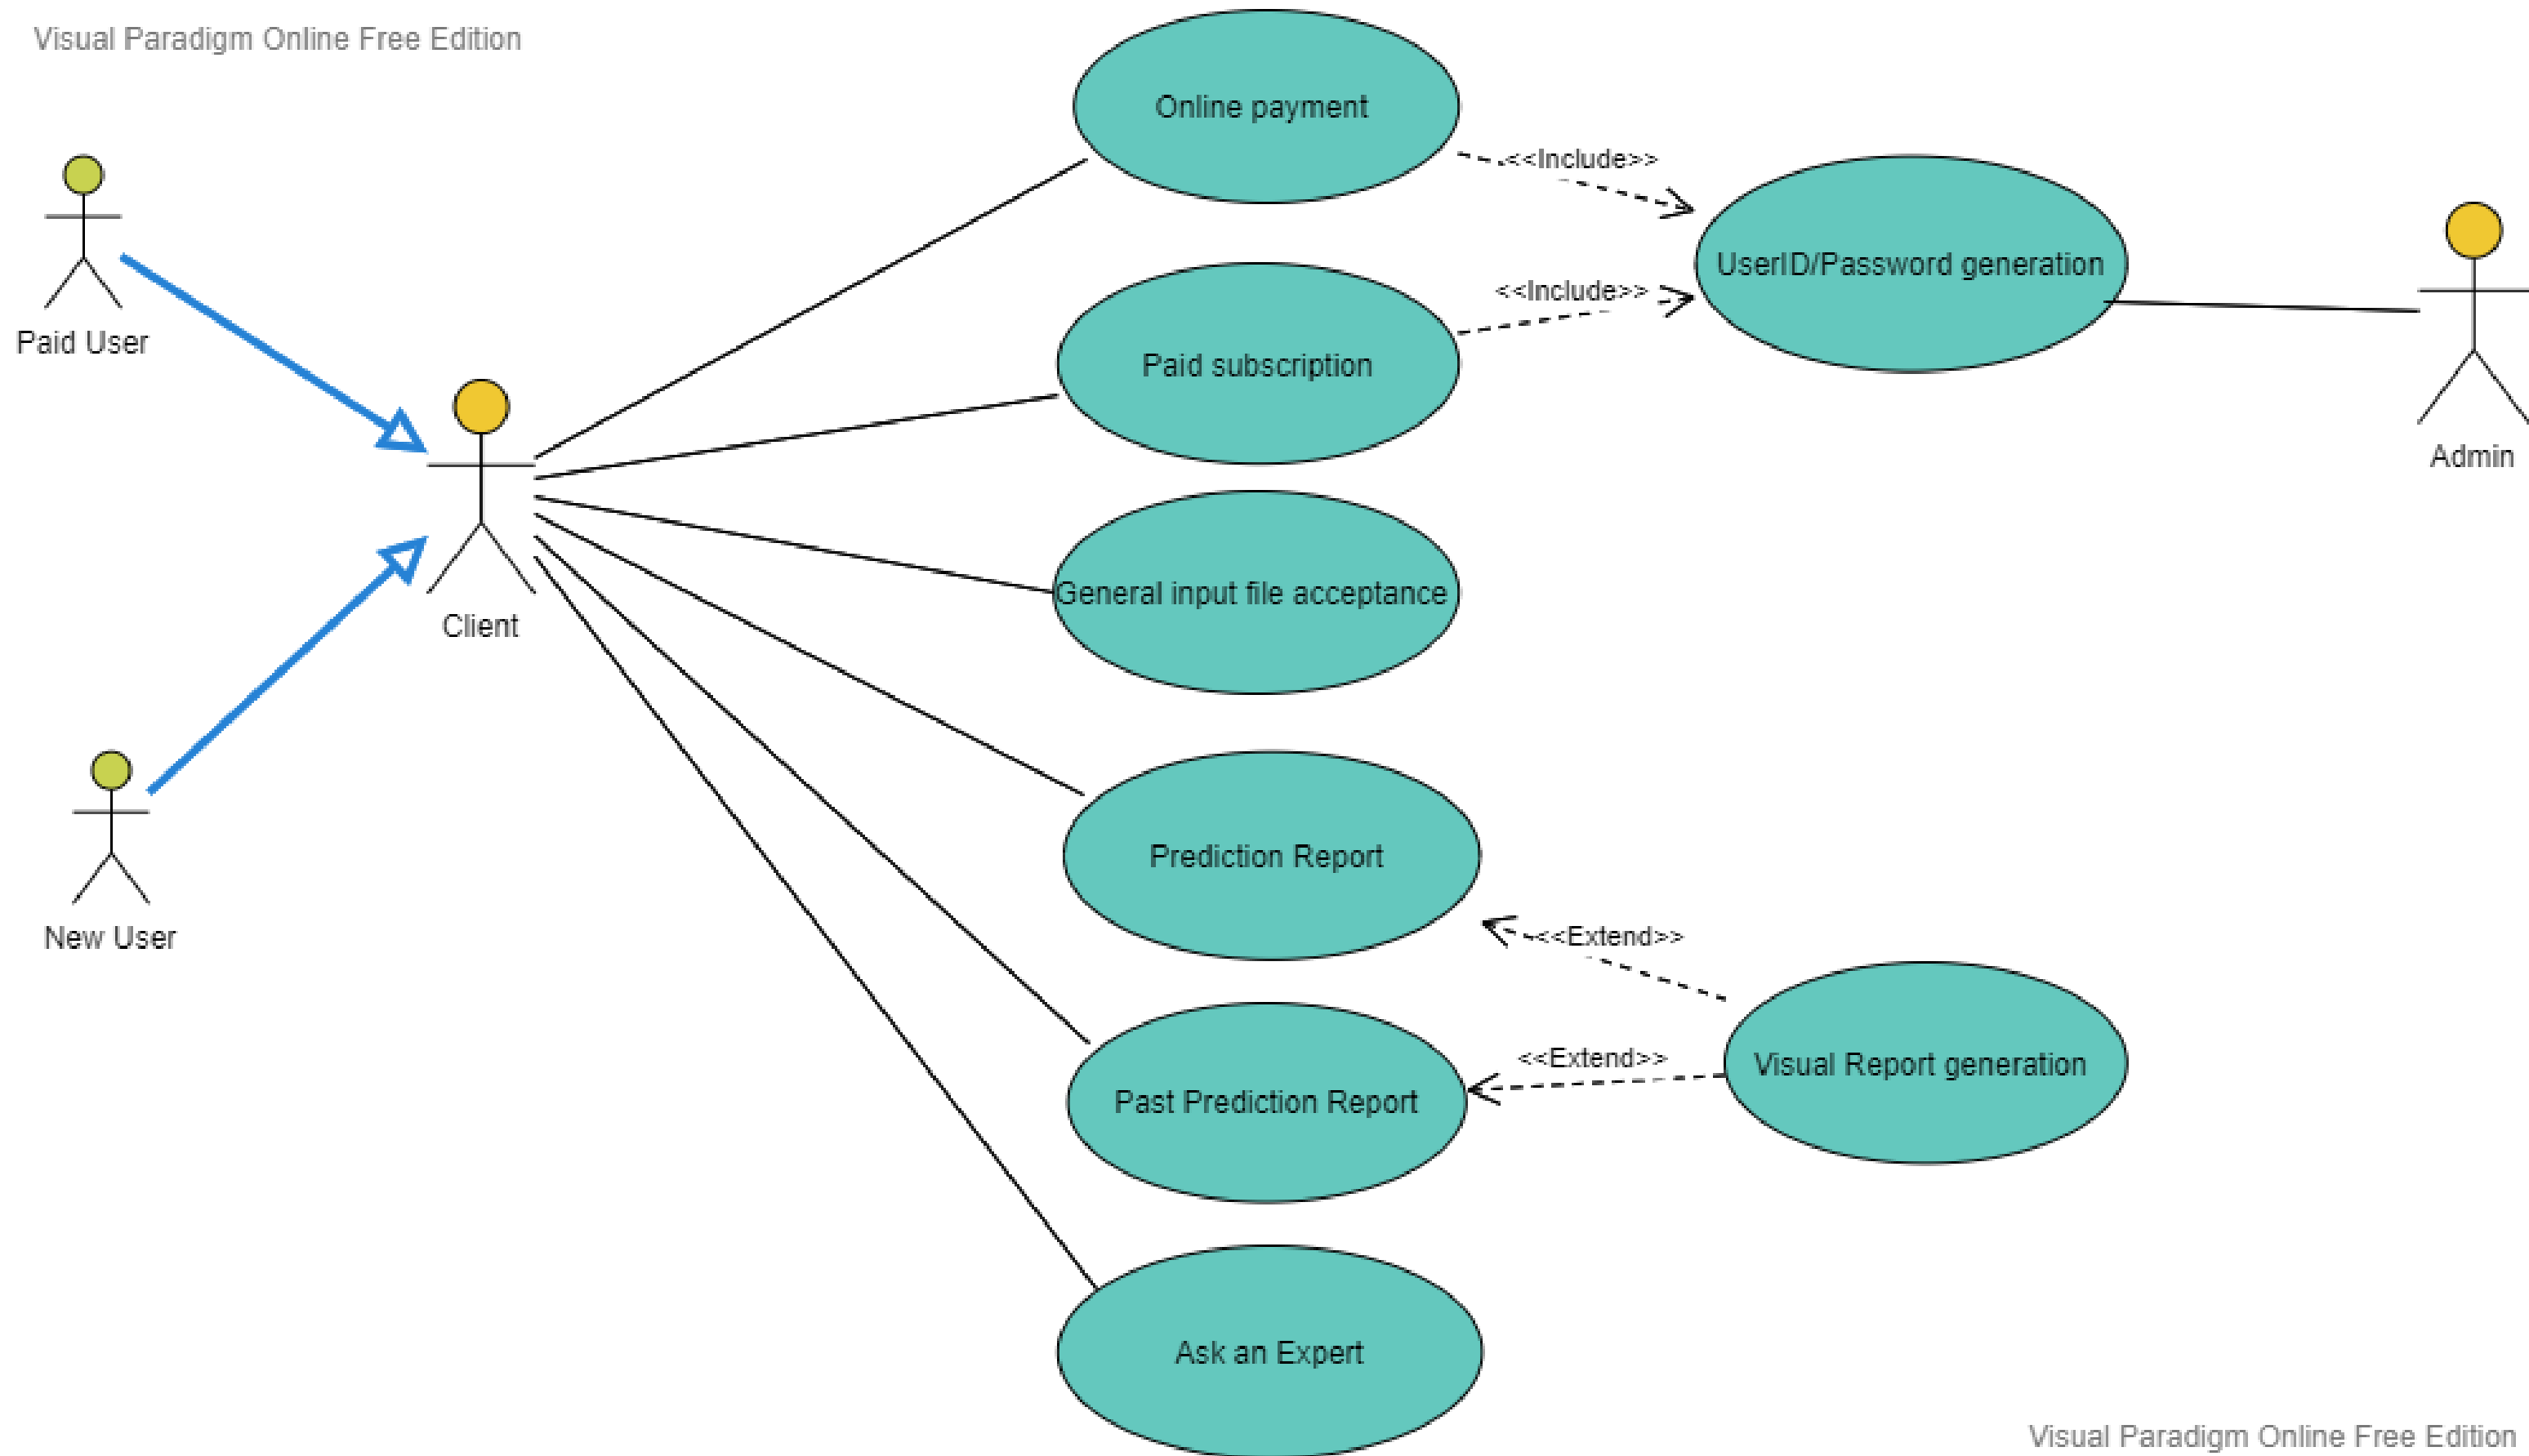 Visual Paradigm Online Free Edition
Online payment
<<Include>>
UserID/Password generation
Paid User
<<Include>>
Paid subscription
Admin
General input file acceptance
Client
Prediction Report
New User
<<Extend>>
<<Extend>>
Visual Report generation
Past Prediction Report
Ask an Expert
Visual Paradigm Online Free Edition